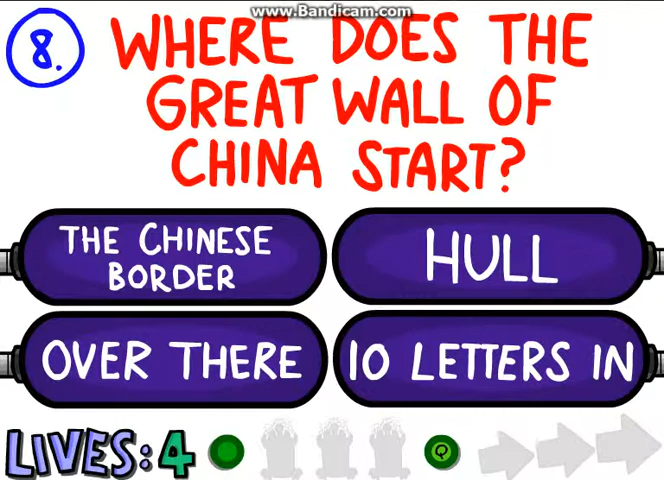 www.Bandicam.com
8.
WHERE DOES THE
GREAT WALL OF
CHINA START?
THE CHINESE
BORDER
HULL
OVER THERE
10 LETTERS IN
LIVES: 4
Q